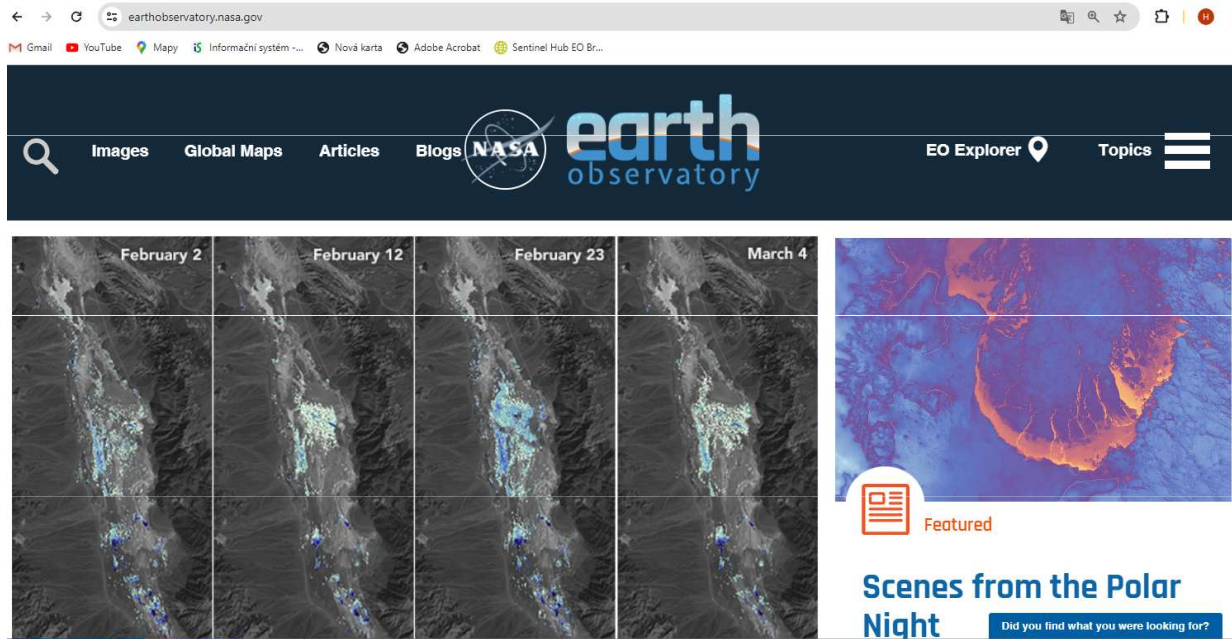 earthobservatory.nasa.gov
H
Gmail YouTube Mapy iS Informační systém -... Nová karta Adobe Acrobat Sentinel Hub EO Br...
Images Global Maps Articles Blogs NASA earth EO Explorer Topics
observatory
February 2 February 12 February 23 March 4
Featured
Scenes from the Polar
Night
Did you find what you were looking for?